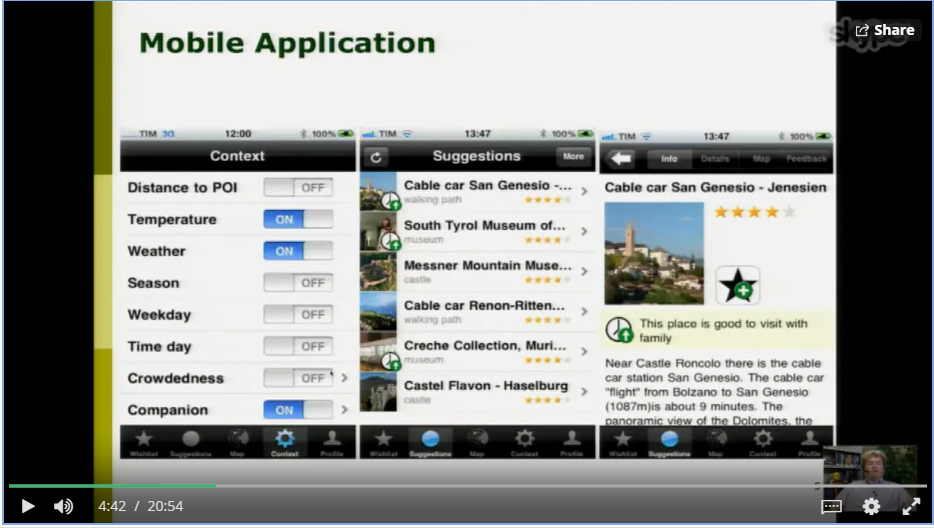 Mobile Application
skype
Share
TIM 3G 12:00 100%
Context
Distance to POI OFF
Temperature ON
Weather ON
Season OFF
Weekday OFF
Time day OFF
Crowdedness OFF
Companion ON
Wishlist Suggestions Map Context Profile
TIM 13:47 100%
Suggestions More
Cable car San Genesio -...
walking path
South Tyrol Museum of...
museum
Messner Mountain Muse...
castle
Cable car Renon-Ritten...
walking path
Creche Collection, Muri...
museum
Castel Flavon - Haselburg
castle
Wishlist Suggestions Map Context Profile
TIM 13:47 100%
Info Details Map Feedback
Cable car San Genesio - Jenesien
This place is good to visit with
family
Near Castle Roncolo there is the cable
car station San Genesio. The cable car
"flight" from Bolzano to San Genesio
(1087m)is about 9 minutes. The
panoramic view of the Dolomites, the
Wishlist Suggestions Map Context Profile
5
4:42 / 20:54